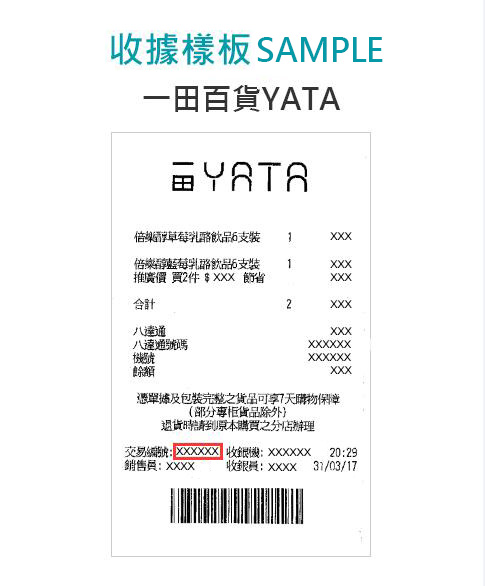 收據樣板SAMPLE
一田百貨YATA
一田 YATA
倍樂醇草莓乳酪飲品6支裝 1 XXX
倍樂醇藍莓乳酪飲品6支裝 1 XXX
推廣價 買2件 $ XXX 節省 XXX
合計 2 XXX
八達通 XXX
八達通號碼 XXXXXX
機號 XXXXXX
餘額 XXX
憑單據及包裝完整之貨品可享7天購物保障
(部分專柜貨品除外)
退貨時請到原本購買之分店辦理
交易編號: XXXXXX 收銀機: XXXXXX 20:29
銷售員: XXXX 收銀員: XXXX 31/03/17